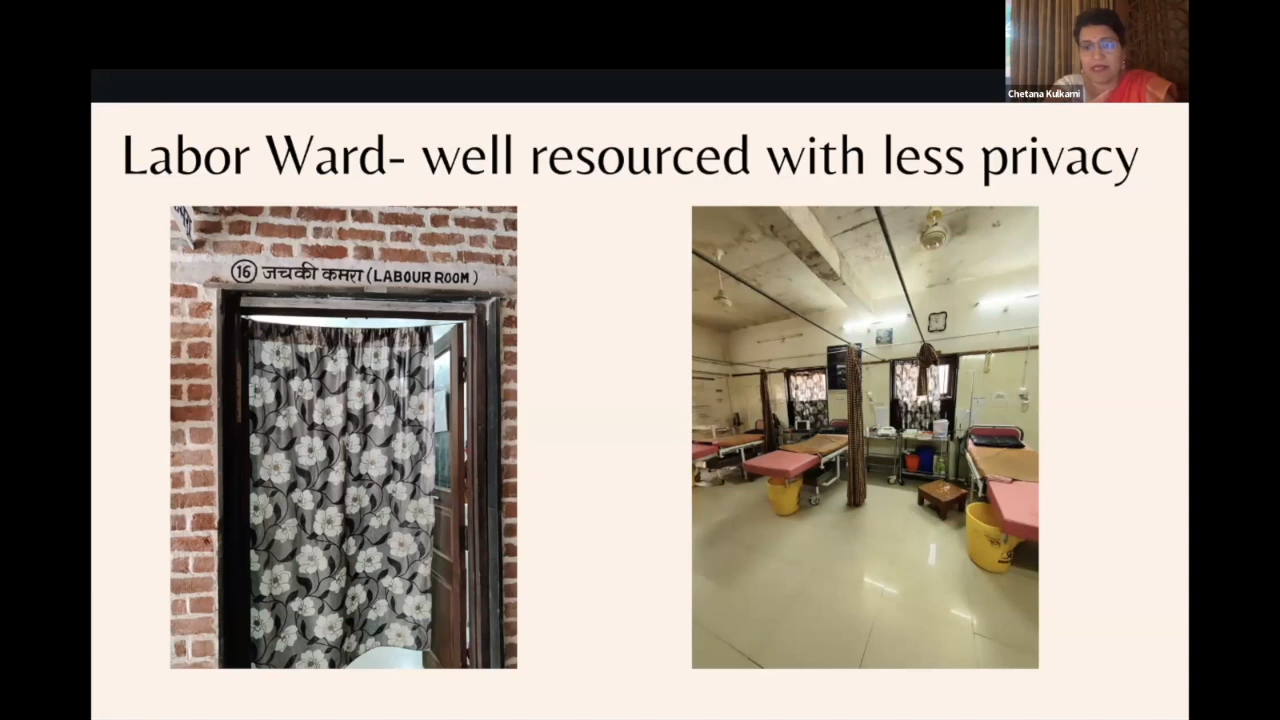 Chetana Kulkarni
Labor Ward- well resourced with less privacy
16 जचकी कमरा (LABOUR ROOM)